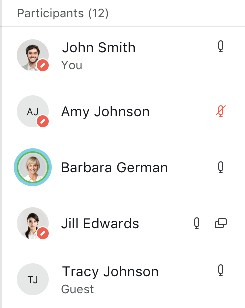 Participants (12)
John Smith
You
AJ
Amy Johnson
Barbara German
Jill Edwards
TJ
Tracy Johnson
Guest